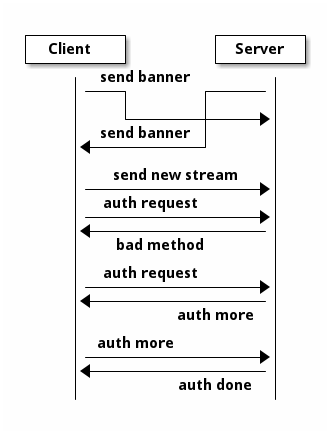 Client
Server
send banner
send banner
send new stream
auth request
bad method
auth request
auth more
auth more
auth done